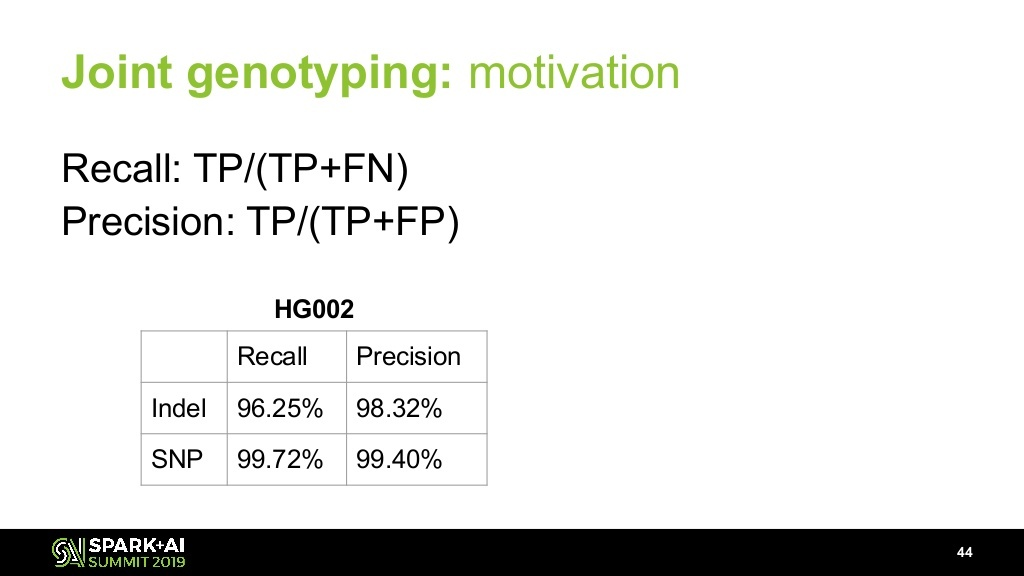 Joint genotyping: motivation
Recall: TP/(TP+FN)
Precision: TP/(TP+FP)
HG002
Recall Precision
Indel 96.25% 98.32%
SNP 99.72% 99.40%
SPARK+AI
SUMMIT 2019
44